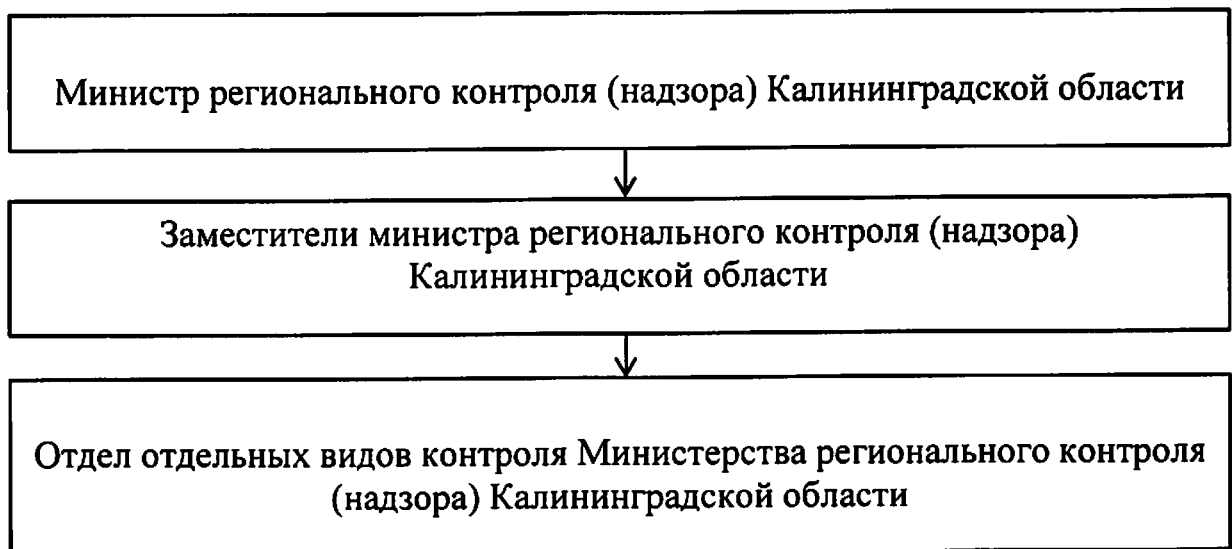 Министр регионального контроля (надзора) Калининградской области
Заместители министра регионального контроля (надзора)
Калининградской области
Отдел отдельных видов контроля Министерства регионального контроля
(надзора) Калининградской области